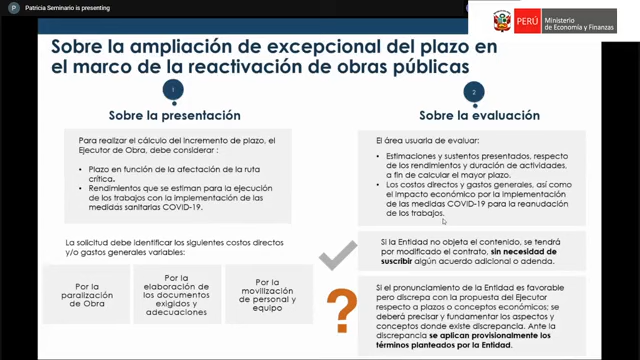 P Patricia Seminario is presenting
PERÚ
Ministerio
de Economía y Finanzas
Sobre la ampliación de excepcional del plazo en
el marco de la reactivación de obras públicas
1
Sobre la presentación
Para realizar el cálculo del incremento de plazo, el
Ejecutor de Obra, debe considerar :
• Plazo en función de la afectación de la ruta
crítica.
• Rendimientos que se estiman para la ejecución
de los trabajos con la implementación de las
medidas sanitarias COVID-19.
La solicitud debe identificar los siguientes costos directos
y/o gastos generales variables:
Por la
paralización
de Obra
Por la
elaboración de
los documentos
exigidos y
adecuaciones
Por la
movilización
de personal y
equipo
2
Sobre la evaluación
El área usuaria de evaluar:
• Estimaciones y sustentos presentados, respecto
de los rendimientos y duración de actividades,
a fin de calcular el mayor plazo.
• Los costos directos y gastos generales, así como
el impacto económico por la implementación
de las medidas COVID-19 para la reanudación
de los trabajos.
Si la Entidad no objeta el contenido, se tendrá
por modificado el contrato, sin necesidad de
suscribir algún acuerdo adicional o adenda.
?
Si el pronunciamiento de la Entidad es favorable
pero discrepa con la propuesta del Ejecutor
respecto a plazos o conceptos económicos; se
deberá precisar y fundamentar los aspectos y
conceptos donde existe discrepancia. Ante la
discrepancia se aplican provisionalmente los
términos planteados por la Entidad.